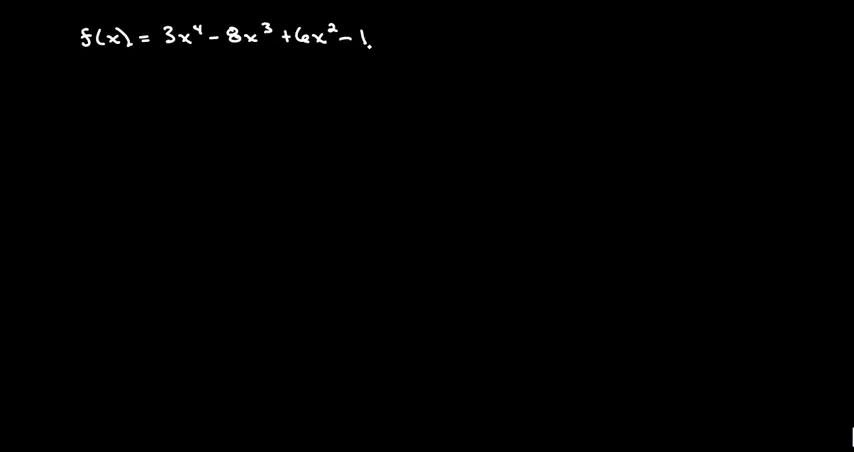 f(x) = 3x⁴ - 8x³ + 6x² - 1.